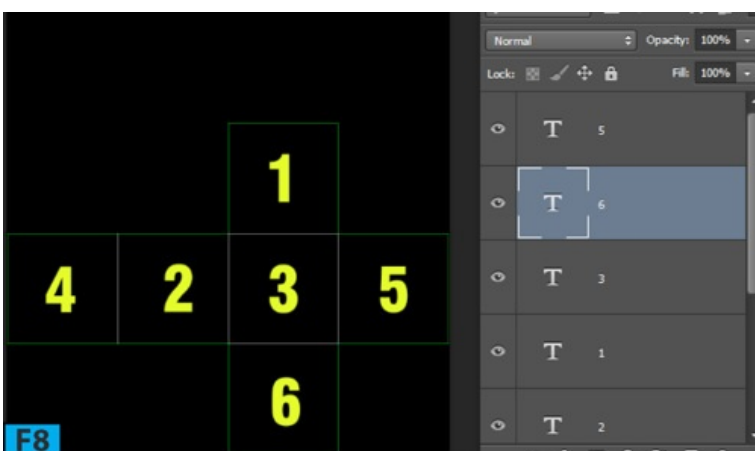 Normal Opacity: 100%
Lock: Fill: 100%
T 5
1
T 6
4 2 3 5
T 3
T 1
6
T 2
F8